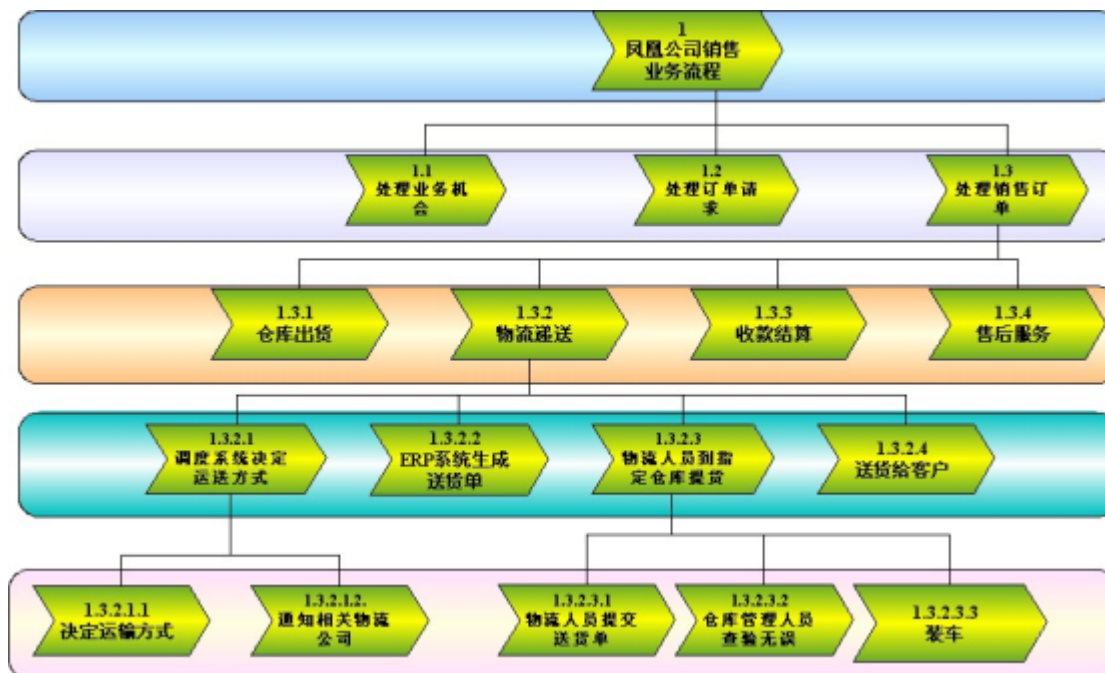 1
凤凰公司销售
业务流程
1.1
处理业务机
会
1.2
处理订单请
求
1.3
处理销售订
单
1.3.1
仓库出货
1.3.2
物流递送
1.3.3
收款结算
1.3.4
售后服务
1.3.2.1
调度系统决定
运送方式
1.3.2.2
ERP系统生成
送货单
1.3.2.3
物流人员到指
定仓库提货
1.3.2.4
送货给客户
1.3.2.1.1
决定运输方式
1.3.2.1.2.
通知相关物流
公司
1.3.2.3.1
物流人员提交
送货单
1.3.2.3.2
仓库管理人员
查验无误
1.3.2.3.3
装车